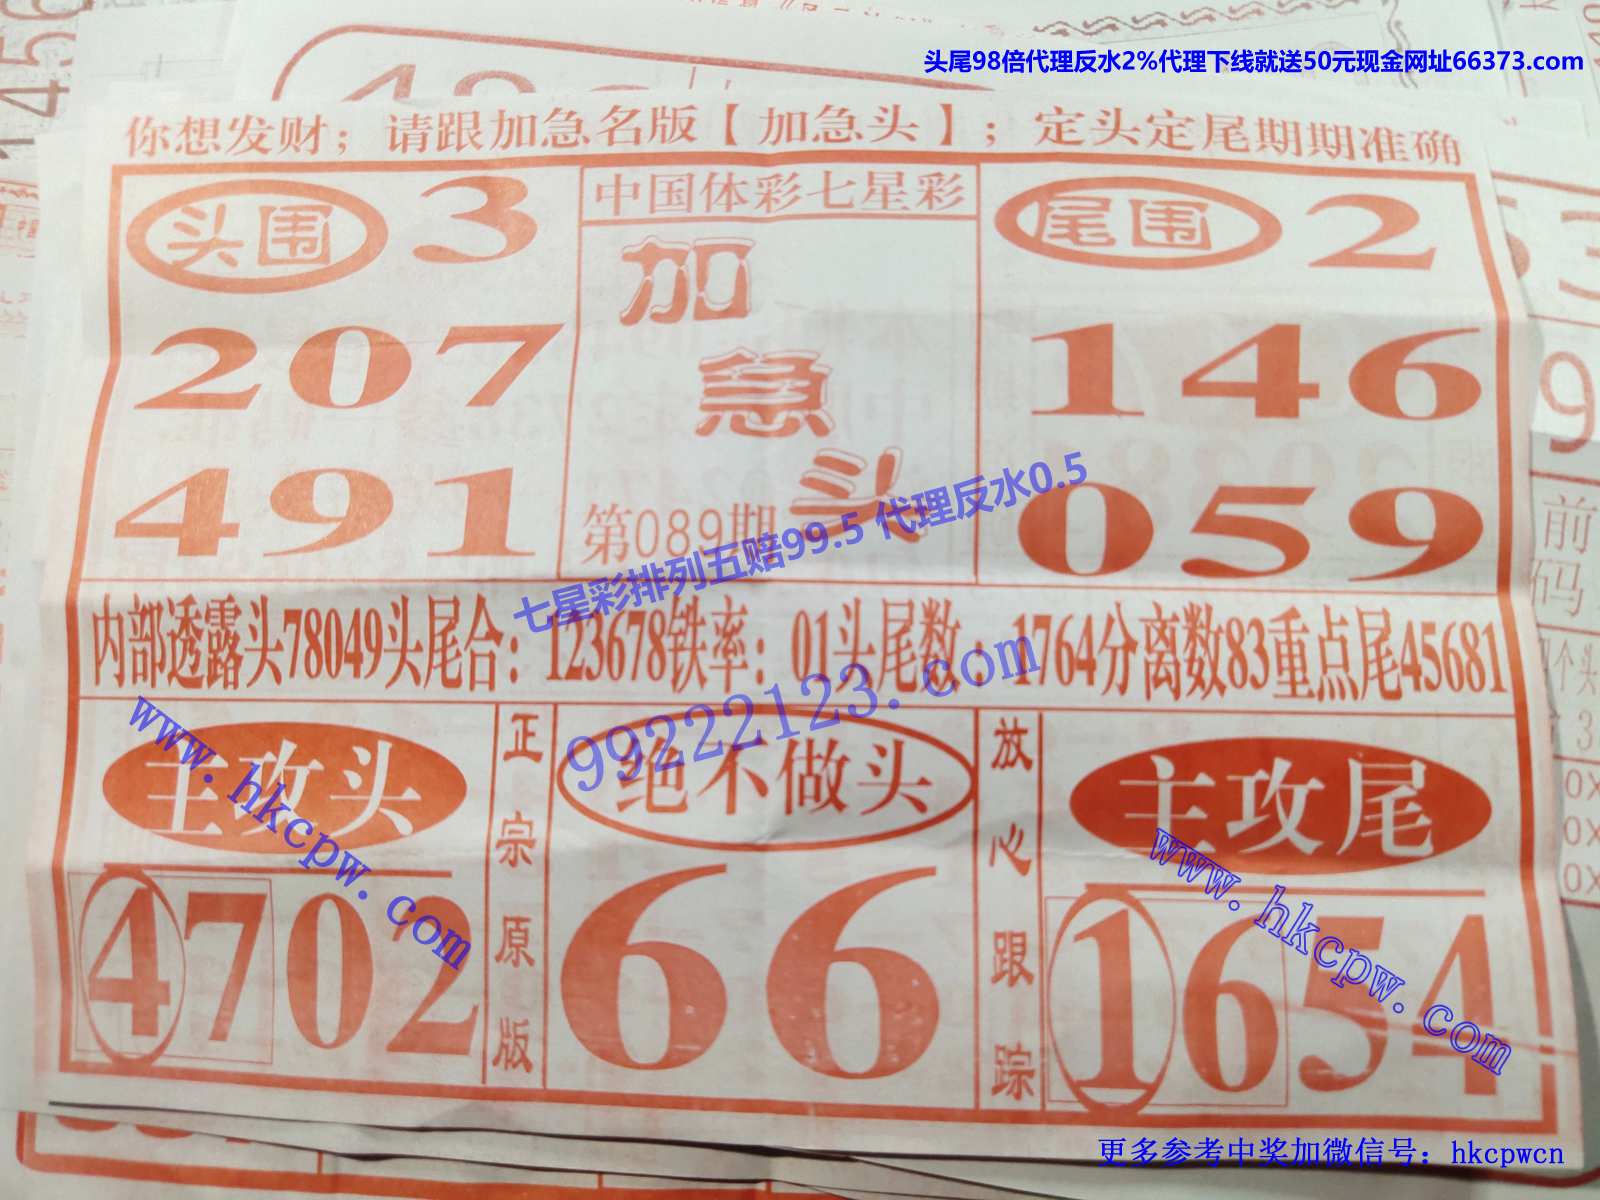 头尾98倍代理反水2%代理下线就送50元现金网址66373.com
你想发财；请跟加急名版【加急头】；定头定尾期期准确
头围 3
207
491
中国体彩七星彩
加
急
头
第089期
尾围 2
146
059
七星彩排列五赔99.5 代理反水0.5
内部透露头78049头尾合：123678铁率：01头尾数：1764分离数83重点尾45681
99222123.com
主攻头
4702
www.hkcpw.com
正宗原版
绝不做头
66
放心跟踪
主攻尾
1654
www.hkcpw.com
更多参考中奖加微信号：hkcpwcn
前
码
个头